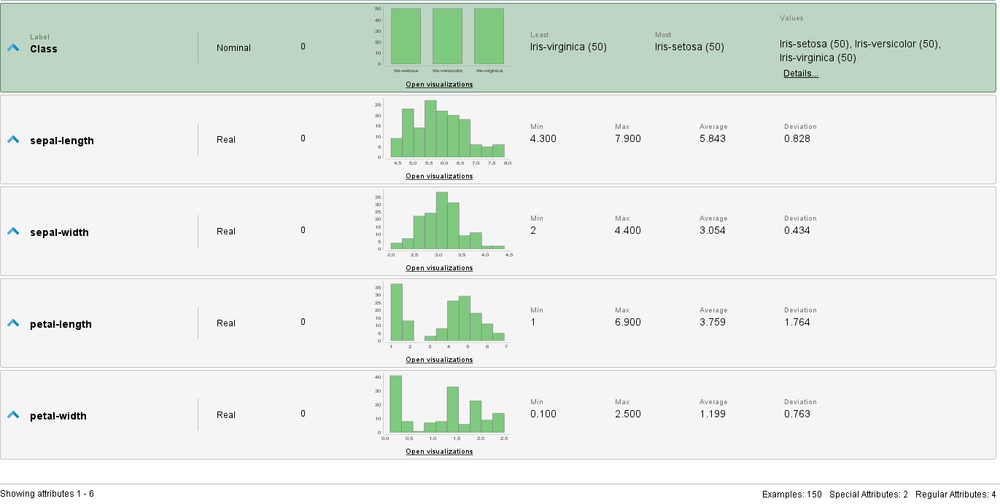 Label
Class
Nominal
0
50
40
30
20
10
0
Iris-setosa Iris-versicolor Iris-virginica
Open visualizations
Least
Iris-virginica (50)
Most
Iris-setosa (50)
Values
Iris-setosa (50), Iris-versicolor (50),
Iris-virginica (50)
Details...
sepal-length
Real
0
25
20
15
10
5
0
4,5 5,0 5,5 6,0 6,5 7,0 7,5 8,0
Open visualizations
Min
4.300
Max
7.900
Average
5.843
Deviation
0.828
sepal-width
Real
0
35
30
25
20
15
10
5
0
2,0 2,5 3,0 3,5 4,0 4,5
Open visualizations
Min
2
Max
4.400
Average
3.054
Deviation
0.434
petal-length
Real
0
35
30
25
20
15
10
5
0
1 2 3 4 5 6 7
Open visualizations
Min
1
Max
6.900
Average
3.759
Deviation
1.764
petal-width
Real
0
40
30
20
10
0
0,0 0,5 1,0 1,5 2,0 2,5
Open visualizations
Min
0.100
Max
2.500
Average
1.199
Deviation
0.763
Showing attributes 1 - 6
Examples: 150 Special Attributes: 2 Regular Attributes: 4